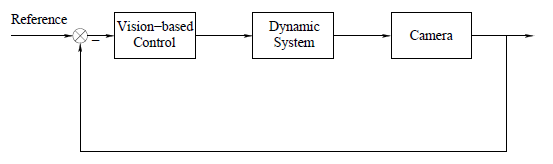 Reference
Vision-based
Control
Dynamic
System
Camera
−